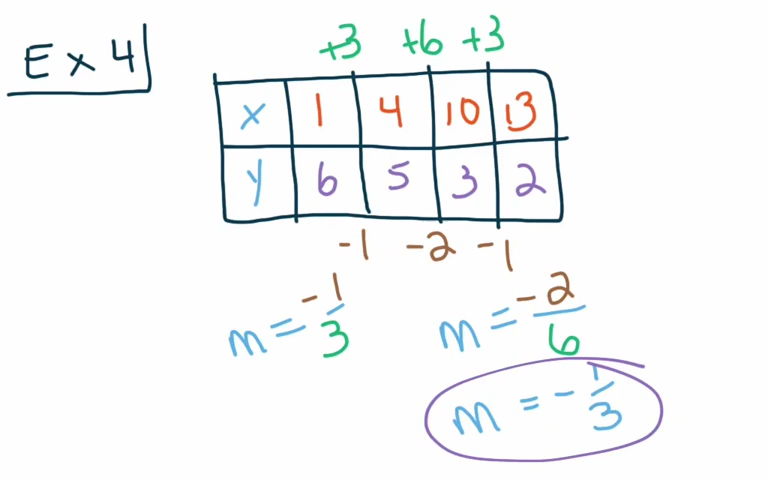 Ex 4
+3 +6 +3
x 1 4 10 13
y 6 5 3 2
-1 -2 -1
m = -1/3 m = -2/6
m = -1/3